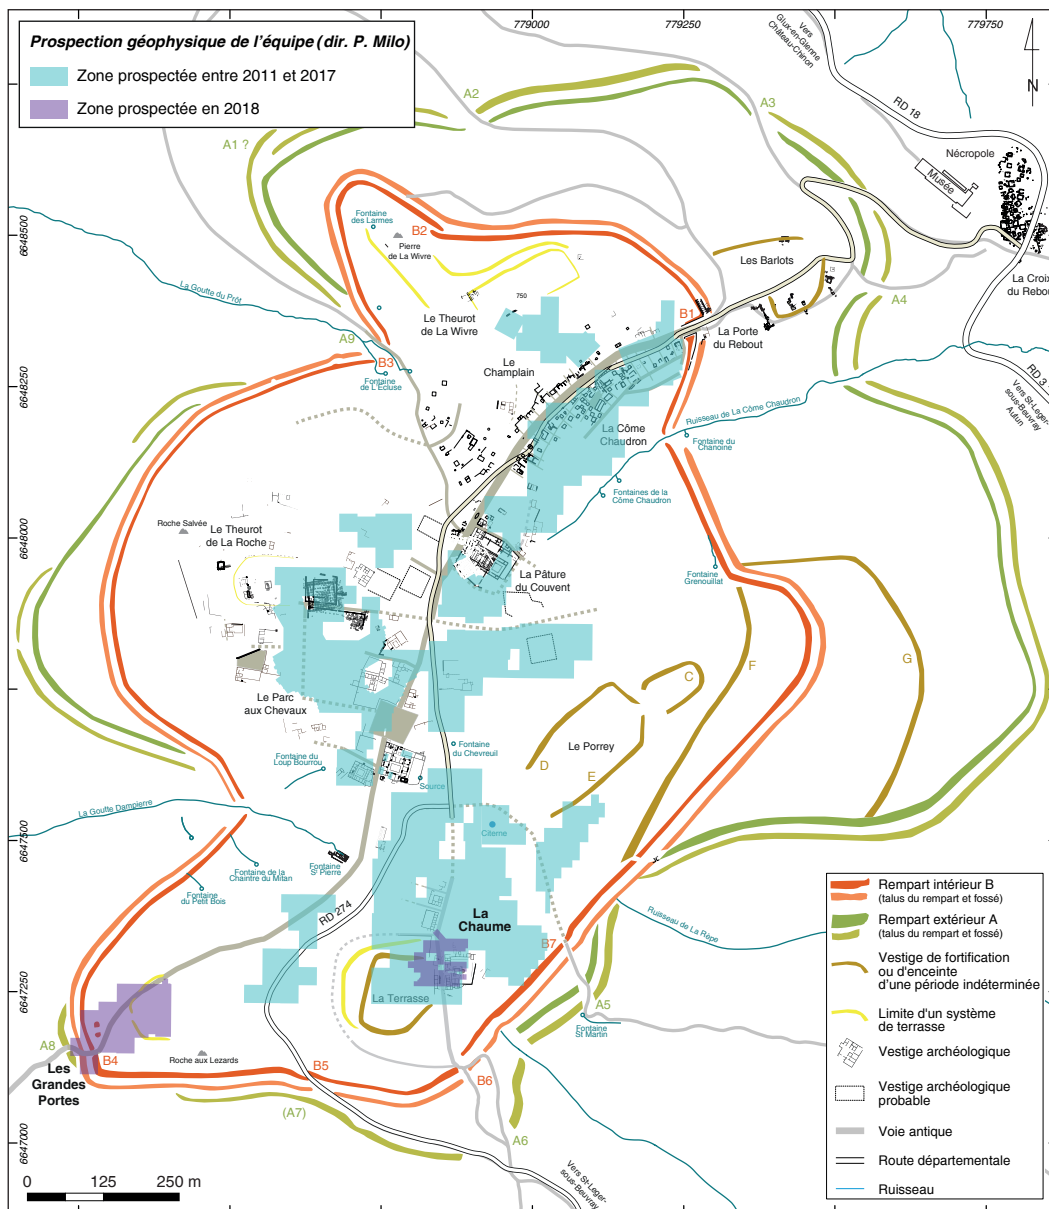 779000
779250
779750
Prospection géophysique de l'équipe (dir. P. Milo)
Zone prospectée entre 2011 et 2017
Zone prospectée en 2018
Vers
Glux-en-Glenne
Château-Chinon
N
A2
A3
A1 ?
RD 18
Nécropole
Musée
6648500
Fontaine
des Larmes
B2
Pierre
de La Wivre
Les Barlots
La Croix
du Rebout
La Goutte du Prêt
750
Le Theurot
de La Wivre
B1
La Porte
du Rebout
A4
A9
B3
Fontaine
de L'Ecluse
Le
Champlain
RD 3
Vers St-Leger-
sous-Beuvray
Autun
6648250
La Côme
Chaudron
Ruisseau de La Côme Chaudron
Fontaine du
Chanoine
Fontaines de la
Côme Chaudron
Roche Salvée
Le Theurot
de La Roche
6648000
La Pâture
du Couvent
Fontaine
Grenouillat
F
G
C
Le Parc
aux Chevaux
Le Porrey
D
E
Fontaine
du Chevreuil
Fontaine du
Loup Bourrou
Source
La Goutte Dampierre
Citerne
6647500
Fontaine
St Pierre
Fontaine de la
Chaintre du Mitan
Fontaine
du Petit Bois
RD 274
La
Chaume
B7
Ruisseau de La Rèpe
La Terrasse
6647250
A5
Fontaine
St Martin
A8
B4
Les
Grandes
Portes
Roche aux Lezards
B5
B6
(A7)
A6
6647000
Vers St-Leger-
sous-Beuvray
0
125
250 m
Rempart intérieur B
(talus du rempart et fossé)
Rempart extérieur A
(talus du rempart et fossé)
Vestige de fortification
ou d'enceinte
d'une période indéterminée
Limite d'un système
de terrasse
Vestige archéologique
Vestige archéologique
probable
Voie antique
Route départementale
Ruisseau